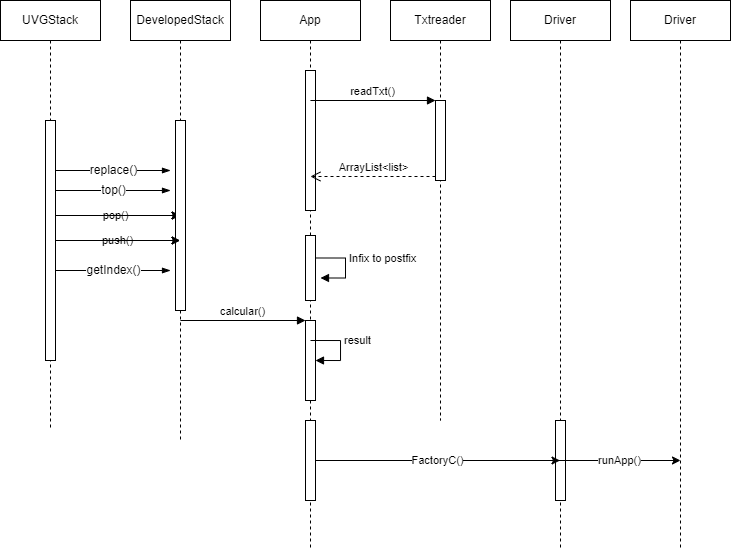 UVGStack
DevelopedStack
App
Txtreader
Driver
Driver
readTxt()
ArrayList<list>
replace()
top()
pop()
push()
getIndex()
Infix to postfix
calcular()
result
FactoryC()
runApp()